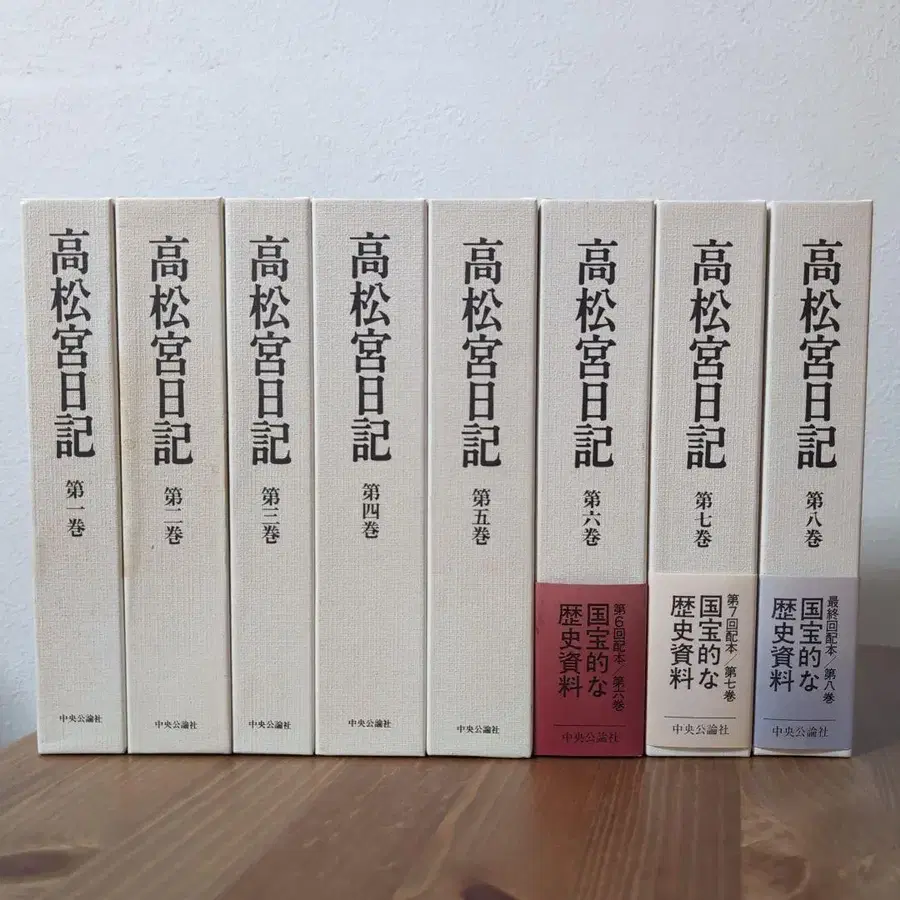 高松宮日記
第一巻
中央公論社
高松宮日記
第二巻
中央公論社
高松宮日記
第三巻
中央公論社
高松宮日記
第四巻
中央公論社
高松宮日記
第五巻
中央公論社
高松宮日記
第六巻
第6回配本/第六巻
国宝的な
歴史資料
中央公論社
高松宮日記
第七巻
第7回配本/第七巻
国宝的な
歴史資料
中央公論社
高松宮日記
第八巻
最終回配本/第八巻
国宝的な
歴史資料
中央公論社